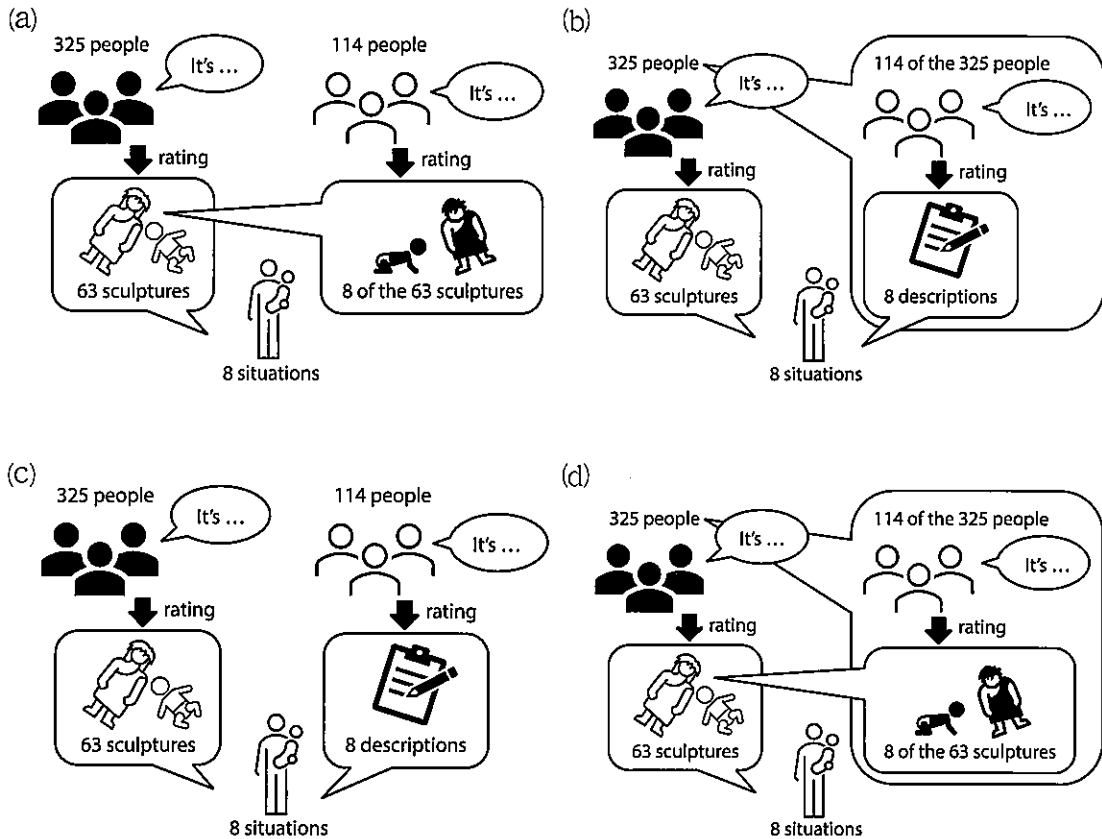 (a)
325 people
It's ...
114 people
It's ...
rating
rating
63 sculptures
8 of the 63 sculptures
8 situations
(b)
325 people
It's ...
114 of the 325 people
It's ...
rating
rating
63 sculptures
8 descriptions
8 situations
(c)
325 people
It's ...
114 people
It's ...
rating
rating
63 sculptures
8 descriptions
8 situations
(d)
325 people
It's ...
114 of the 325 people
It's ...
rating
rating
63 sculptures
8 of the 63 sculptures
8 situations